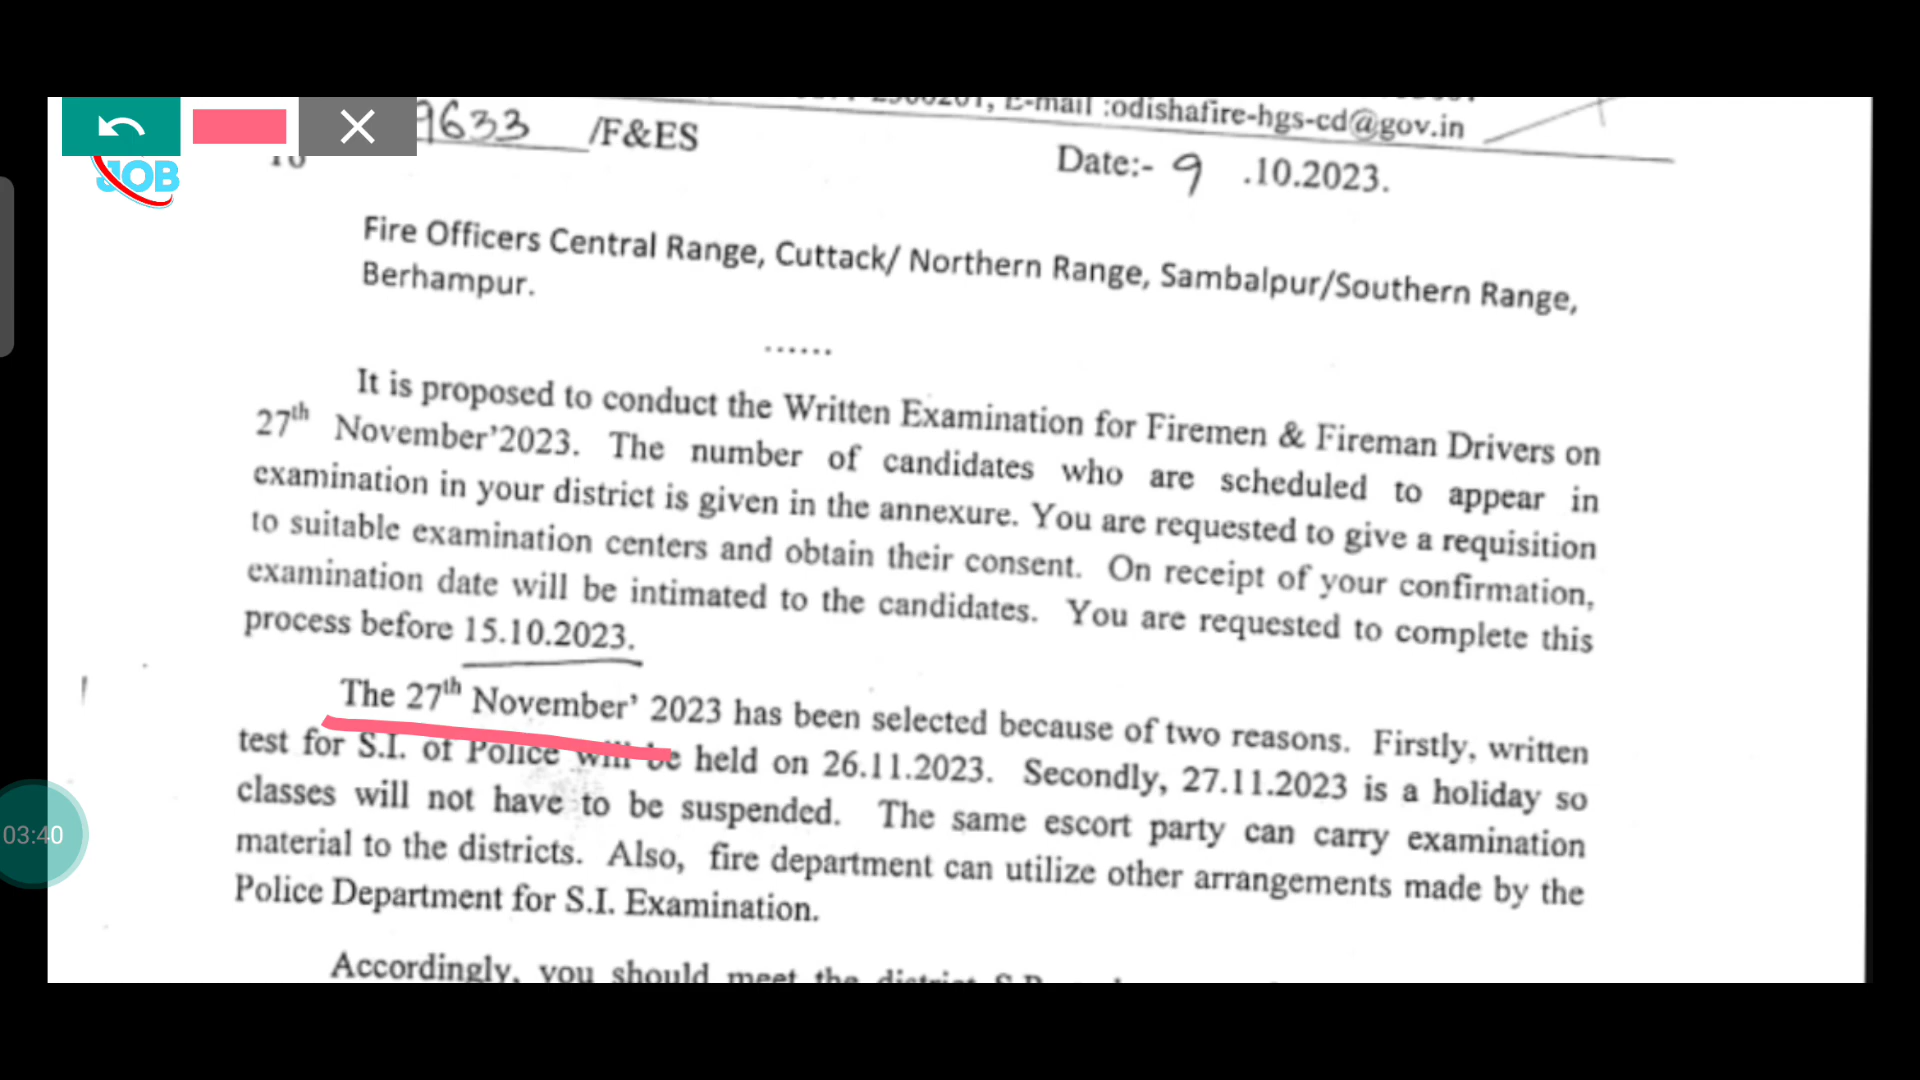 E-mail :odishafire-hgs-cd@gov.in
9633 /F&ES
To
JOB
Date:- 9 .10.2023.
Fire Officers Central Range, Cuttack/ Northern Range, Sambalpur/Southern Range,
Berhampur.
......
It is proposed to conduct the Written Examination for Firemen & Fireman Drivers on
27th November’2023. The number of candidates who are scheduled to appear in
examination in your district is given in the annexure. You are requested to give a requisition
to suitable examination centers and obtain their consent. On receipt of your confirmation,
examination date will be intimated to the candidates. You are requested to complete this
process before 15.10.2023.
The 27th November’ 2023 has been selected because of two reasons. Firstly, written
test for S.I. of Police will be held on 26.11.2023. Secondly, 27.11.2023 is a holiday so
classes will not have to be suspended. The same escort party can carry examination
material to the districts. Also, fire department can utilize other arrangements made by the
Police Department for S.I. Examination.
Accordingly, you should meet the district S.P.
03:40